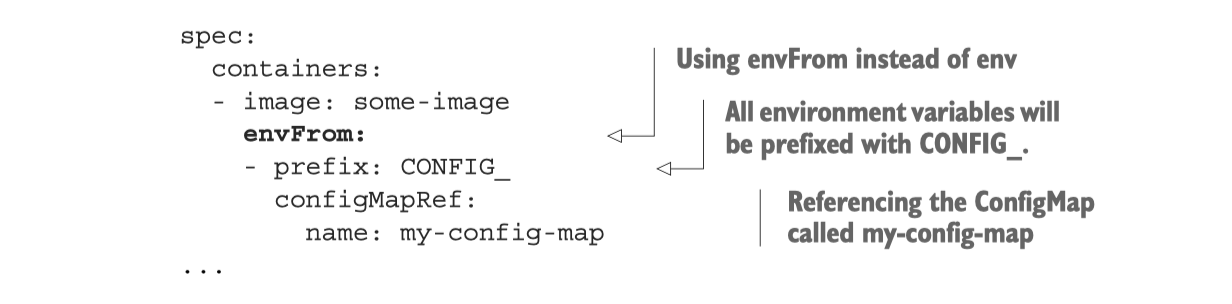 spec:
  containers:
  - image: some-image
    envFrom:
    - prefix: CONFIG_
      configMapRef:
        name: my-config-map
...
Using envFrom instead of env
All environment variables will
be prefixed with CONFIG_.
Referencing the ConfigMap
called my-config-map